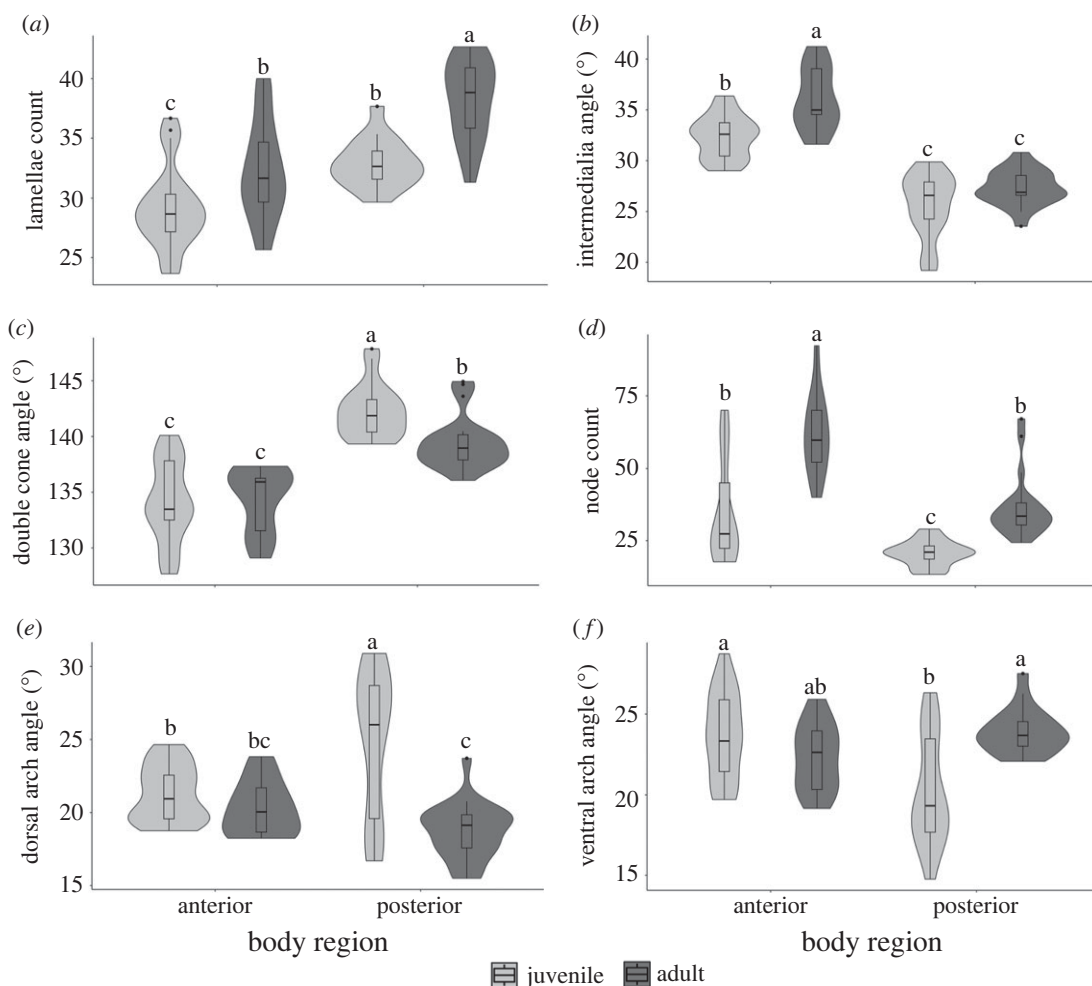 (a)
lamellae count
40
35
30
25
c
b
b
a
(b)
intermedialia angle (°)
40
35
30
25
20
b
a
c
c
(c)
double cone angle (°)
145
140
135
130
c
c
a
b
(d)
node count
75
50
25
b
a
c
b
(e)
dorsal arch angle (°)
30
25
20
15
b
bc
a
c
anterior
posterior
body region
(f)
ventral arch angle (°)
25
20
15
a
ab
b
a
anterior
posterior
body region
juvenile adult